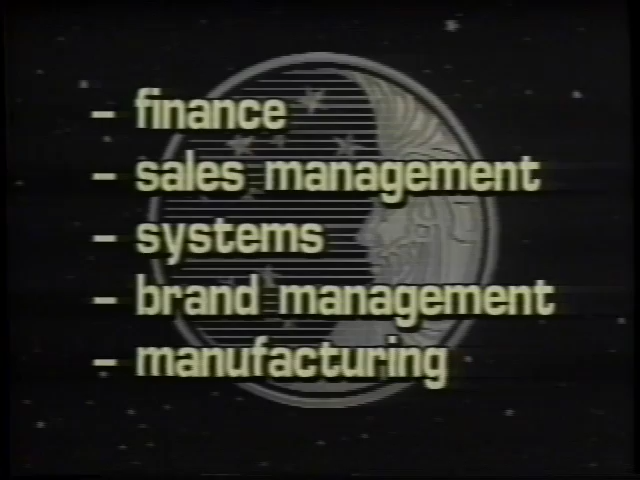 - finance
- sales management
- systems
- brand management
- manufacturing